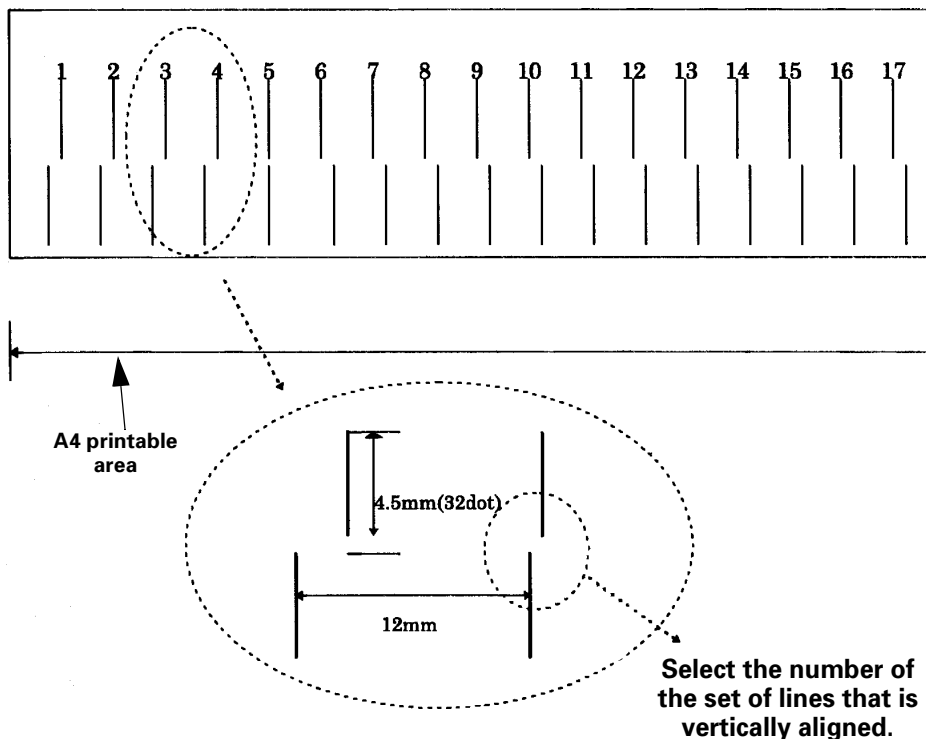 1 2 3 4 5 6 7 8 9 10 11 12 13 14 15 16 17
A4 printable
area
4.5mm(32dot)
12mm
Select the number of
the set of lines that is
vertically aligned.